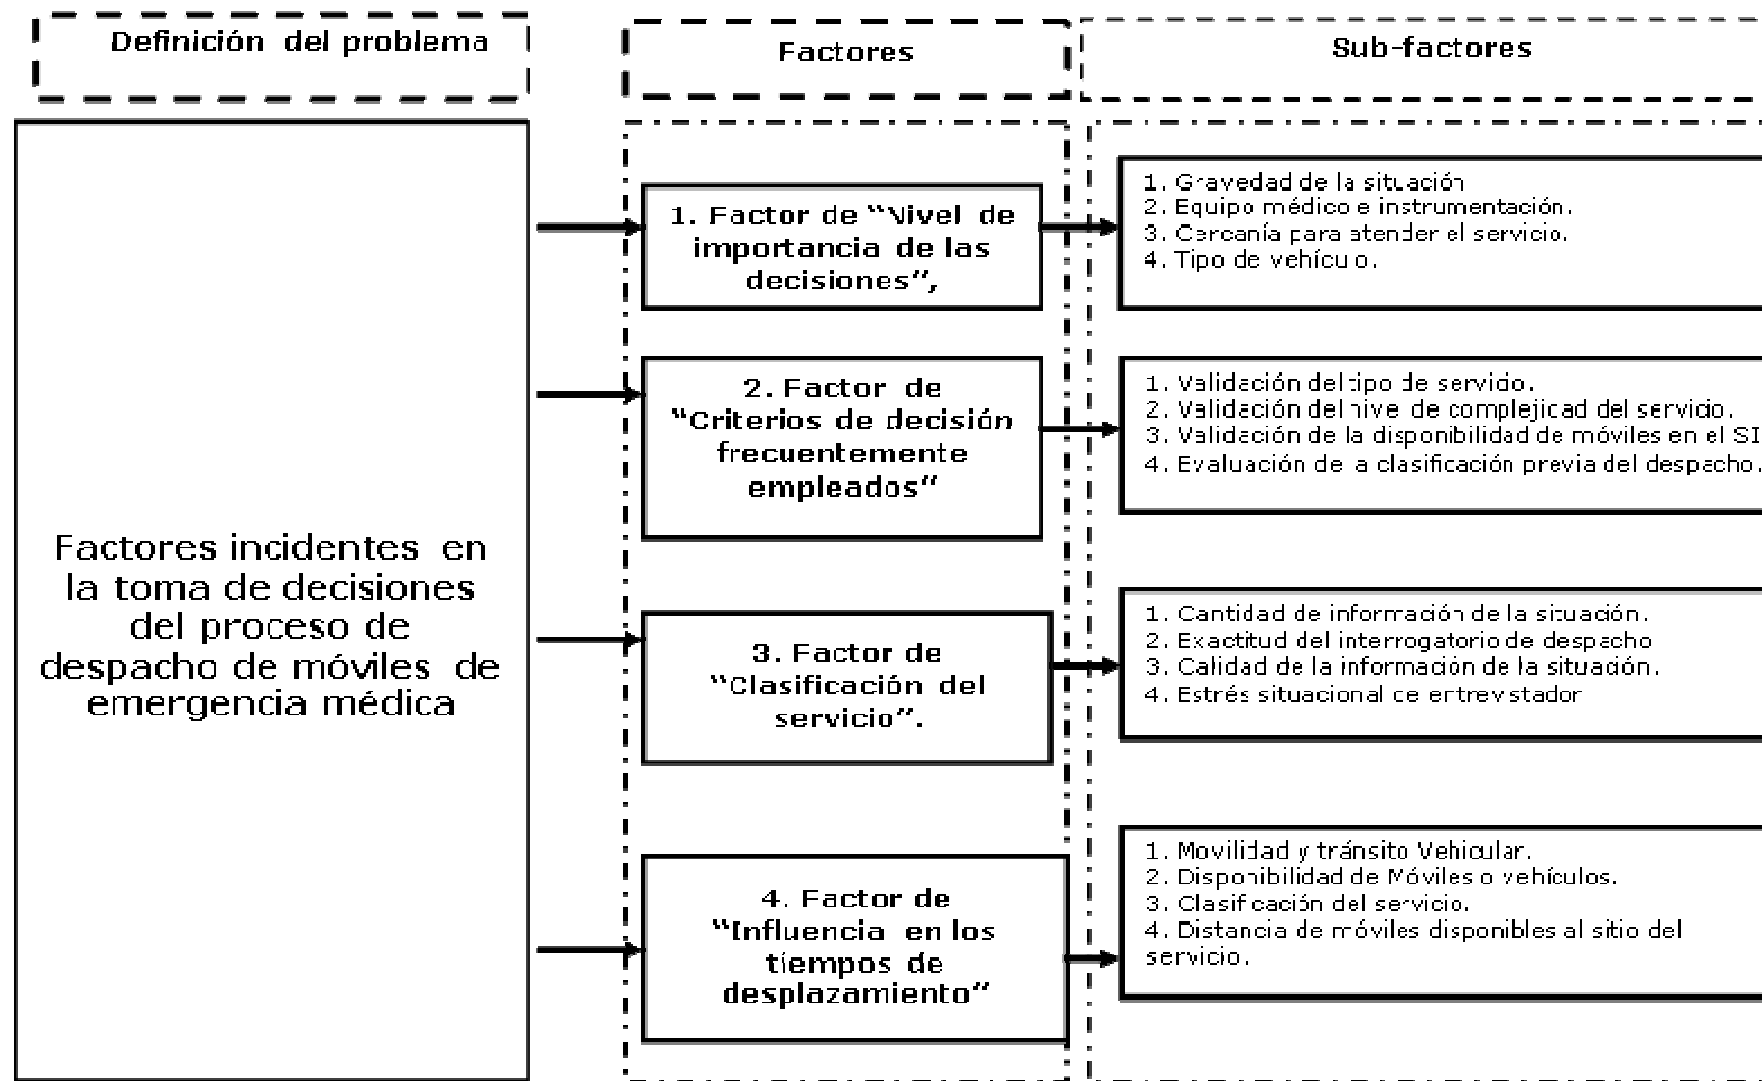 Definición del problema
Factores
Sub-factores
Factores incidentes en
la toma de decisiones
del proceso de
despacho de móviles de
emergencia médica
1. Factor de “Nivel de
importancia de las
decisiones”,
1. Gravedad de la situación
2. Equipo médico e instrumentación.
3. Cercanía para atender el servicio.
4. Tipo de vehículo.
2. Factor de
“Criterios de decisión
frecuentemente
empleados”
1. Validación del tipo de servicio.
2. Validación del nivel de complejidad del servicio.
3. Validación de la disponibilidad de móviles en el SI
4. Evaluación de la clasificación previa del despacho.
3. Factor de
“Clasificación del
servicio”.
1. Cantidad de información de la situación.
2. Exactitud del interrogatorio de despacho
3. Calidad de la información de la situación.
4. Estrés situacional de entrevistador
4. Factor de
“Influencia en los
tiempos de
desplazamiento”
1. Movilidad y tránsito Vehicular.
2. Disponibilidad de Móviles o vehículos.
3. Clasificación del servicio.
4. Distancia de móviles disponibles al sitio del
servicio.